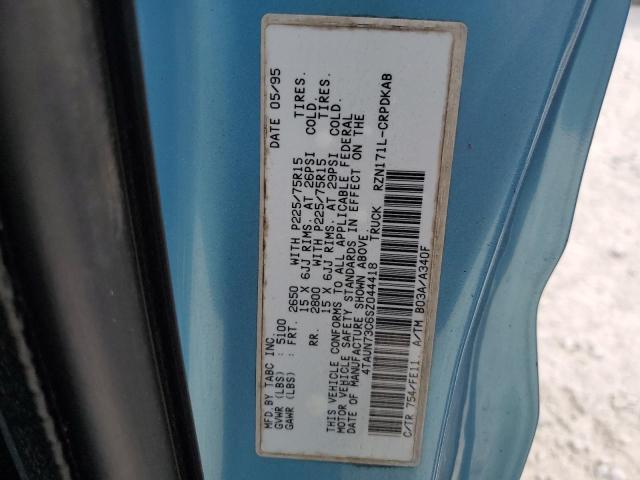 MFD.BY TABC INC. DATE 05/95
GVWR (LBS) : 5100
GAWR (LBS) : FRT. 2650 WITH P225/75R15 TIRES.
15 X 6JJ RIMS. AT 26PSI COLD.
RR. 2800 WITH P225/75R15 TIRES.
15 X 6JJ RIMS. AT 29PSI COLD.
THIS VEHICLE CONFORMS TO ALL APPLICABLE FEDERAL
MOTOR VEHICLE SAFETY STANDARDS IN EFFECT ON THE
DATE OF MANUFACTURE SHOWN ABOVE.
4TAUN73C6SZ044418 TRUCK RZN171L-CRPDKAB
C/TR 754/FE11, A/TM B03A/A340F